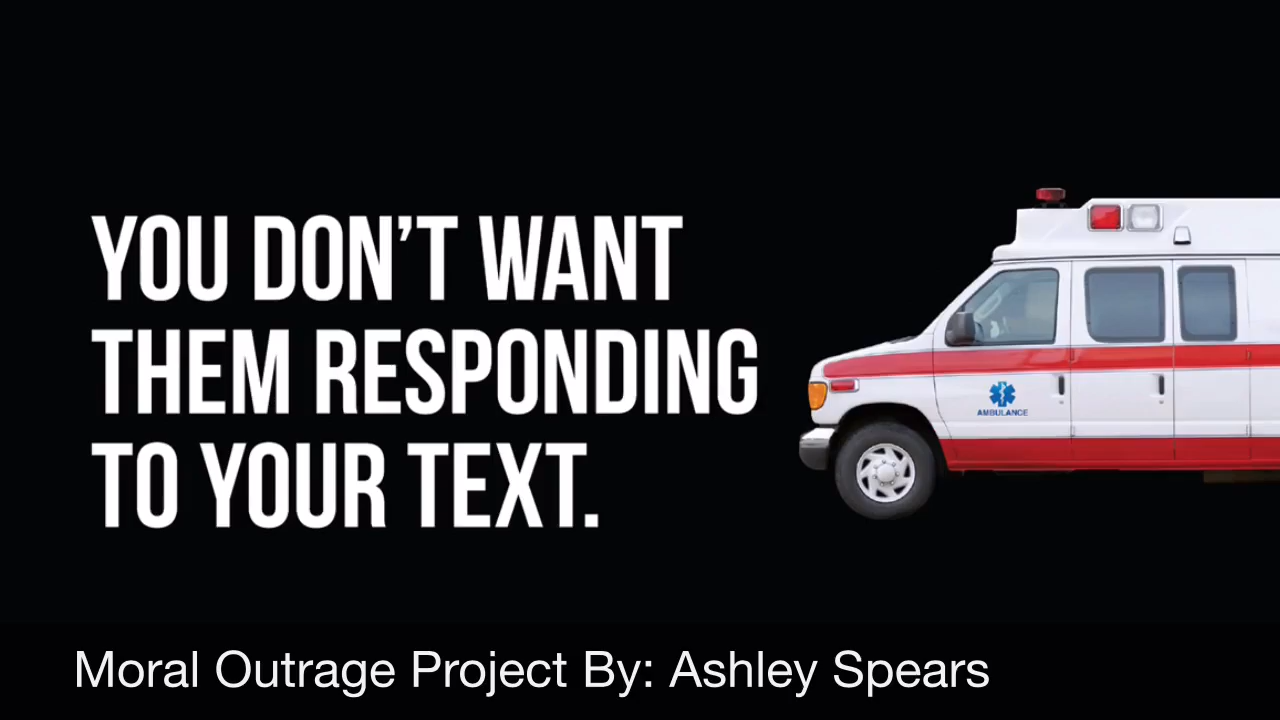 YOU DON'T WANT
THEM RESPONDING
TO YOUR TEXT.
AMBULANCE
Moral Outrage Project By: Ashley Spears